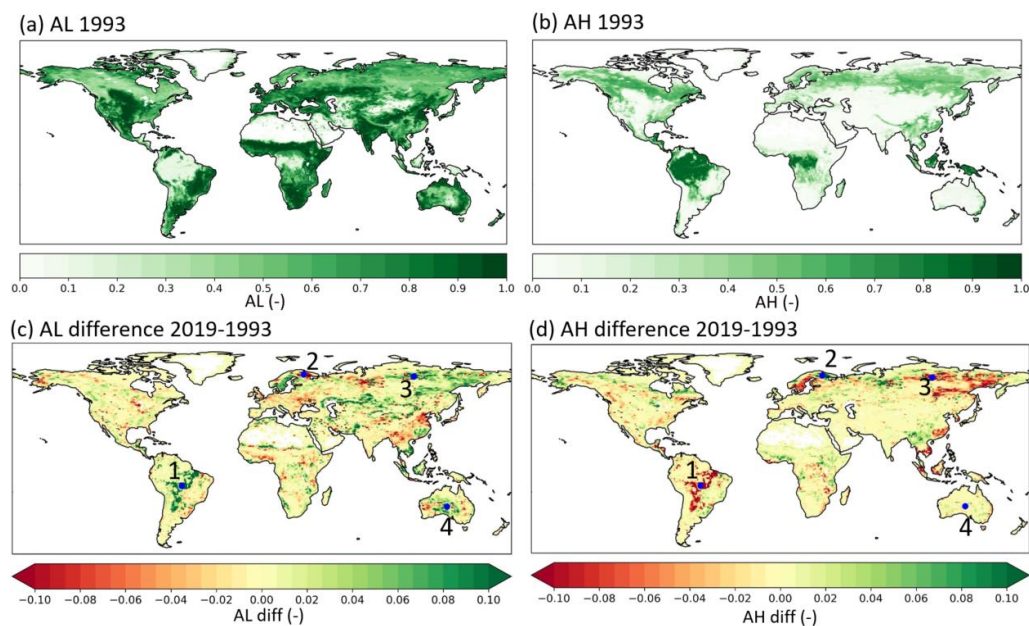 (a) AL 1993
(b) AH 1993
0.0 0.1 0.2 0.3 0.4 0.5 0.6 0.7 0.8 0.9 1.0
AL (-)
0.0 0.1 0.2 0.3 0.4 0.5 0.6 0.7 0.8 0.9 1.0
AH (-)
(c) AL difference 2019-1993
(d) AH difference 2019-1993
2
3
1
4
2
3
1
4
−0.10 −0.08 −0.06 −0.04 −0.02 0.00 0.02 0.04 0.06 0.08 0.10
AL diff (-)
−0.10 −0.08 −0.06 −0.04 −0.02 0.00 0.02 0.04 0.06 0.08 0.10
AH diff (-)